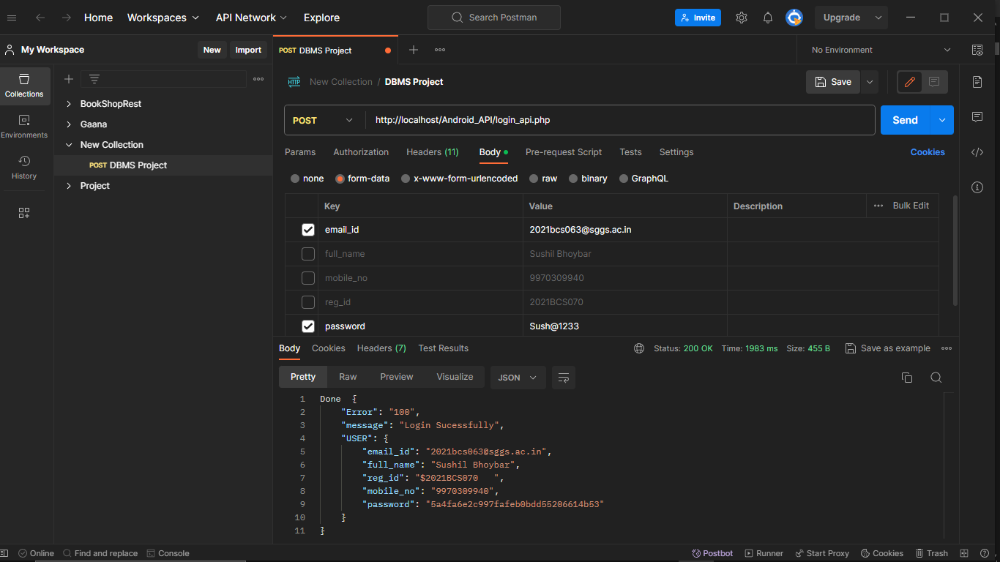 Home Workspaces API Network Explore Search Postman Invite Upgrade
My Workspace New Import POST DBMS Project No Environment
Collections
Environments
History
BookShopRest
Gaana
New Collection
POST DBMS Project
Project
HTTP New Collection / DBMS Project Save
POST http://localhost/Android_API/login_api.php Send
Params Authorization Headers (11) Body Pre-request Script Tests Settings Cookies
none form-data x-www-form-urlencoded raw binary GraphQL
Key Value Description Bulk Edit
email_id 2021bcs063@sggs.ac.in
full_name Sushil Bhoybar
mobile_no 9970309940
reg_id 2021BCS070
password Sush@1233
Body Cookies Headers (7) Test Results Status: 200 OK Time: 1983 ms Size: 455 B Save as example
Pretty Raw Preview Visualize JSON
1 Done  {
2 "Error": "100",
3 "message": "Login Sucessfully",
4 "USER": {
5 "email_id": "2021bcs063@sggs.ac.in",
6 "full_name": "Sushil Bhoybar",
7 "reg_id": "$2021BCS070   ",
8 "mobile_no": "9970309940",
9 "password": "5a4fa6e2c997fafeb0bdd55206614b53"
10 }
11 }
Online Find and replace Console Postbot Runner Start Proxy Cookies Trash